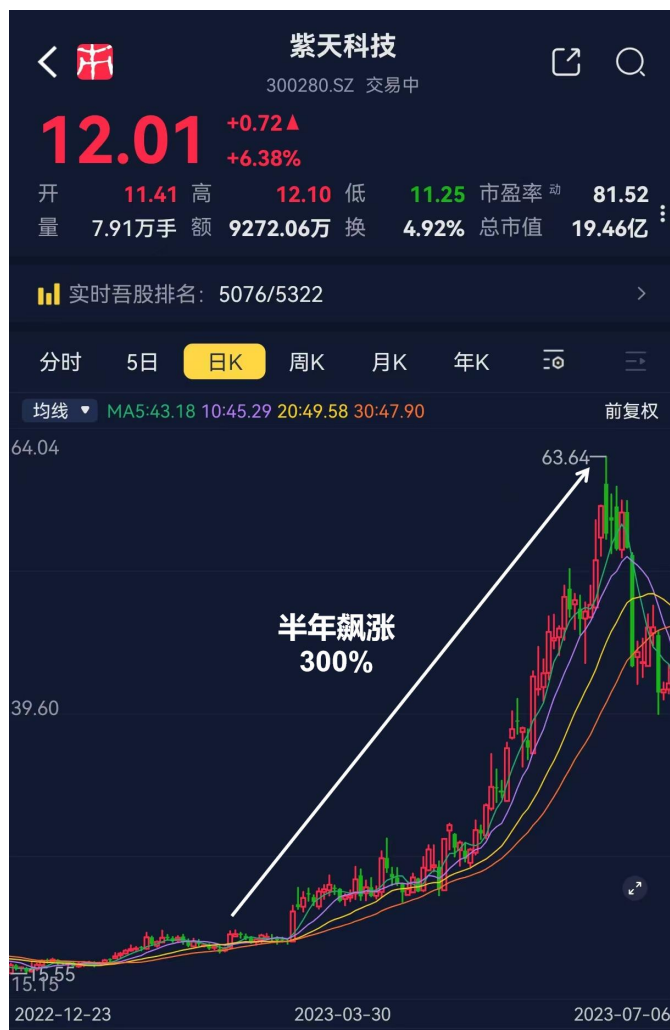 紫天科技
300280.SZ 交易中
12.01 +0.72▲
+6.38%
开 11.41 高 12.10 低 11.25 市盈率 动 81.52
量 7.91万手 额 9272.06万 换 4.92% 总市值 19.46亿
实时吾股排名: 5076/5322
分时 5日 日K 周K 月K 年K
均线 ▼ MA5:43.18 10:45.29 20:49.58 30:47.90 前复权
64.04
63.64
半年飙涨
300%
39.60
15.55
15.15
2022-12-23 2023-03-30 2023-07-06